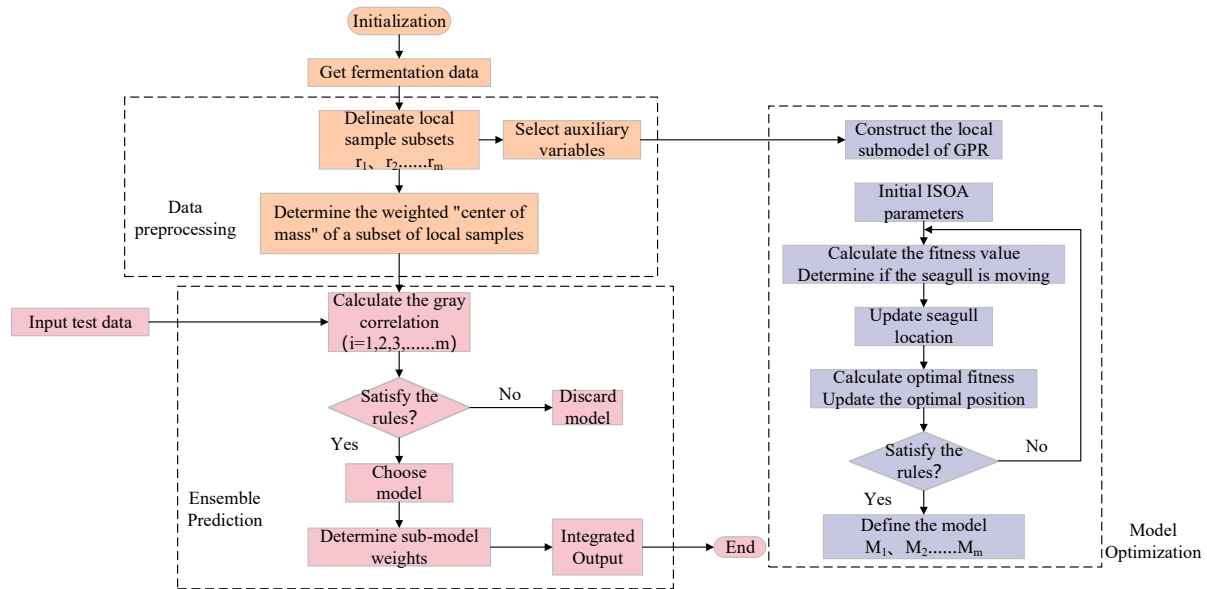 Initialization
Get fermentation data
Delineate local
sample subsets
r₁、 r₂......rₘ
Select auxiliary
variables
Determine the weighted "center of
mass" of a subset of local samples
Data
preprocessing
Input test data
Calculate the gray
correlation
（i=1,2,3,......m）
Satisfy the
rules？
No
Discard
model
Yes
Choose
model
Determine sub-model
weights
Integrated
Output
End
Ensemble
Prediction
Construct the local
submodel of GPR
Initial ISOA
parameters
Calculate the fitness value
Determine if the seagull is moving
Update seagull
location
Calculate optimal fitness
Update the optimal position
Satisfy the
rules？
No
Yes
Define the model
M₁、 M₂......Mₘ
Model
Optimization